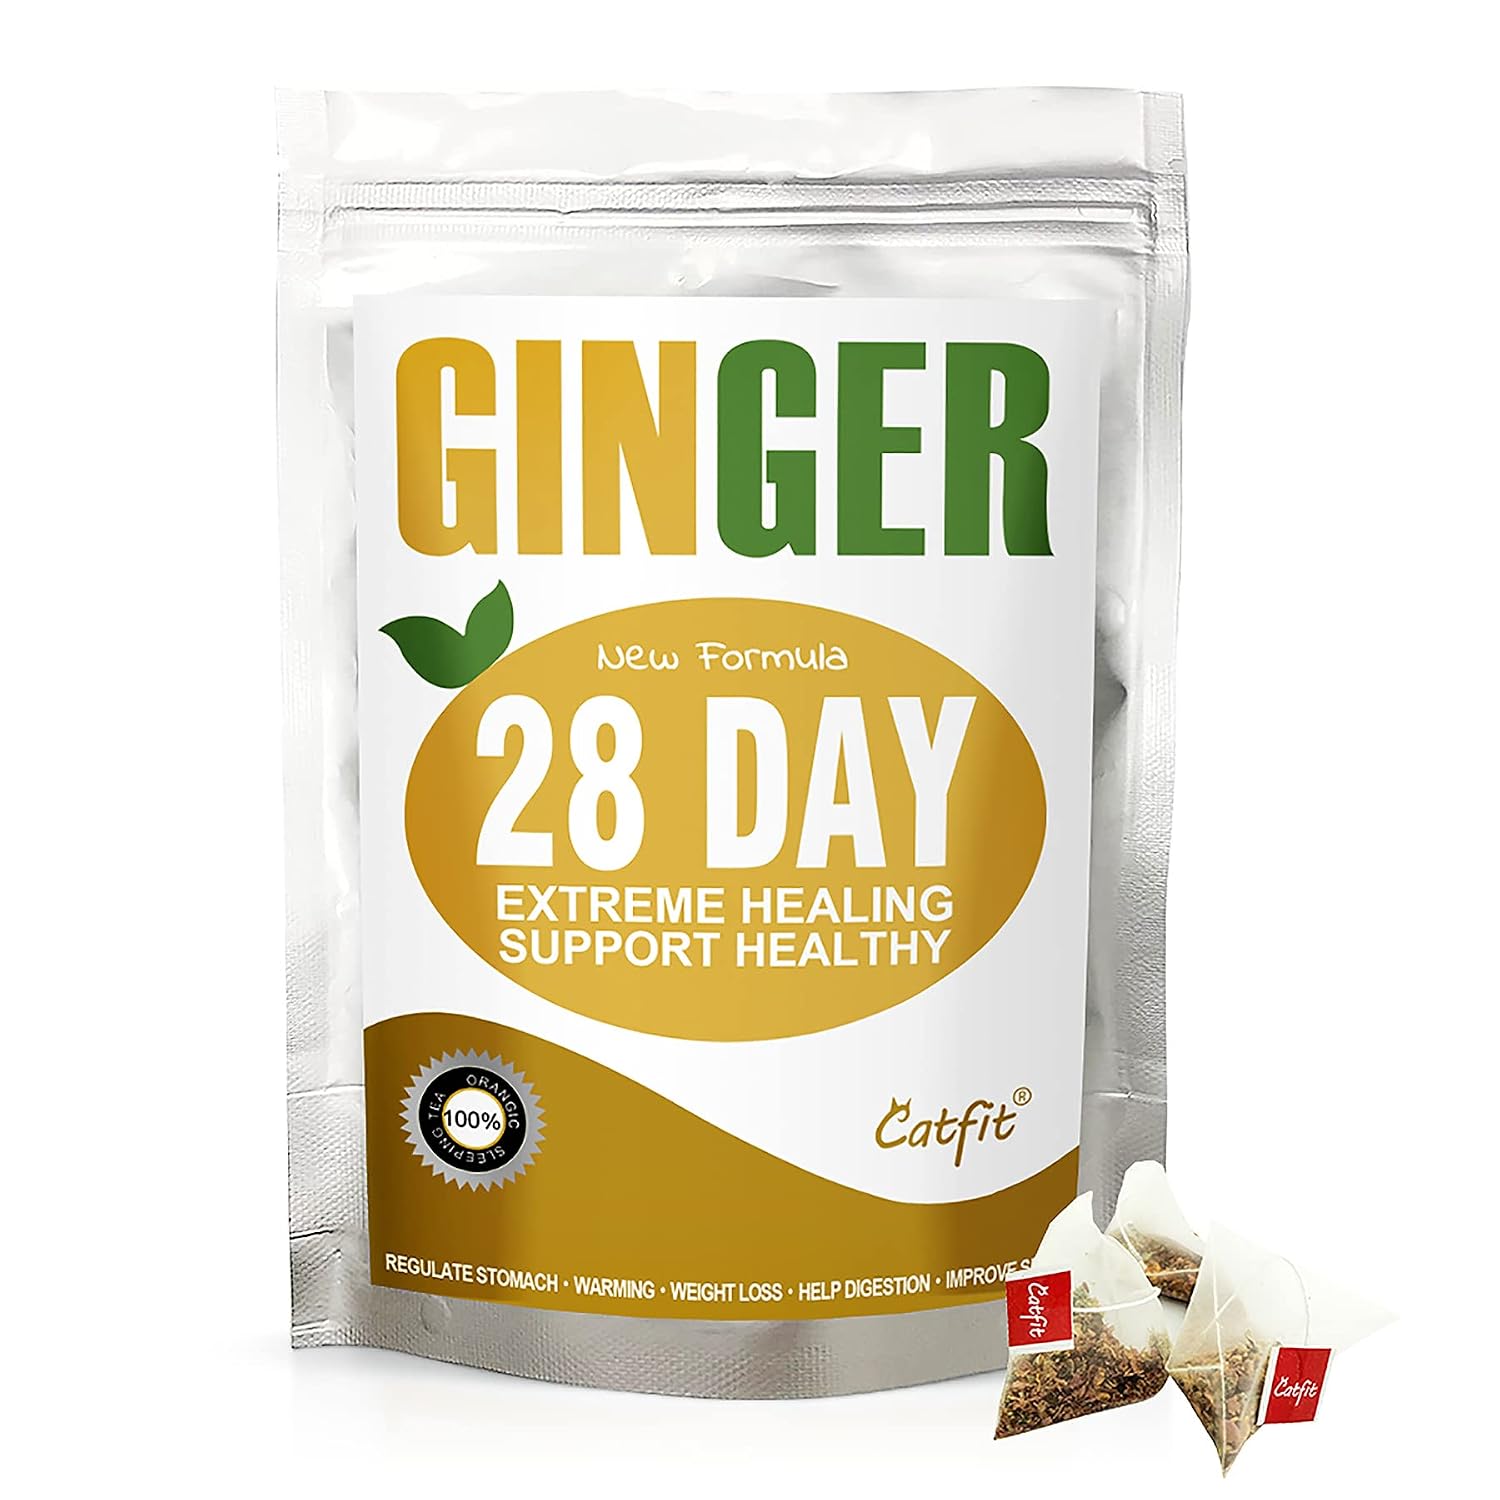 GINGER
New Formula
28 DAY
EXTREME HEALING
SUPPORT HEALTHY
ORANGIC
SLEEPING TEA
100%
Catfit®
REGULATE STOMACH · WARMING · WEIGHT LOSS · HELP DIGESTION · IMPROVE
Catfit
Catfit